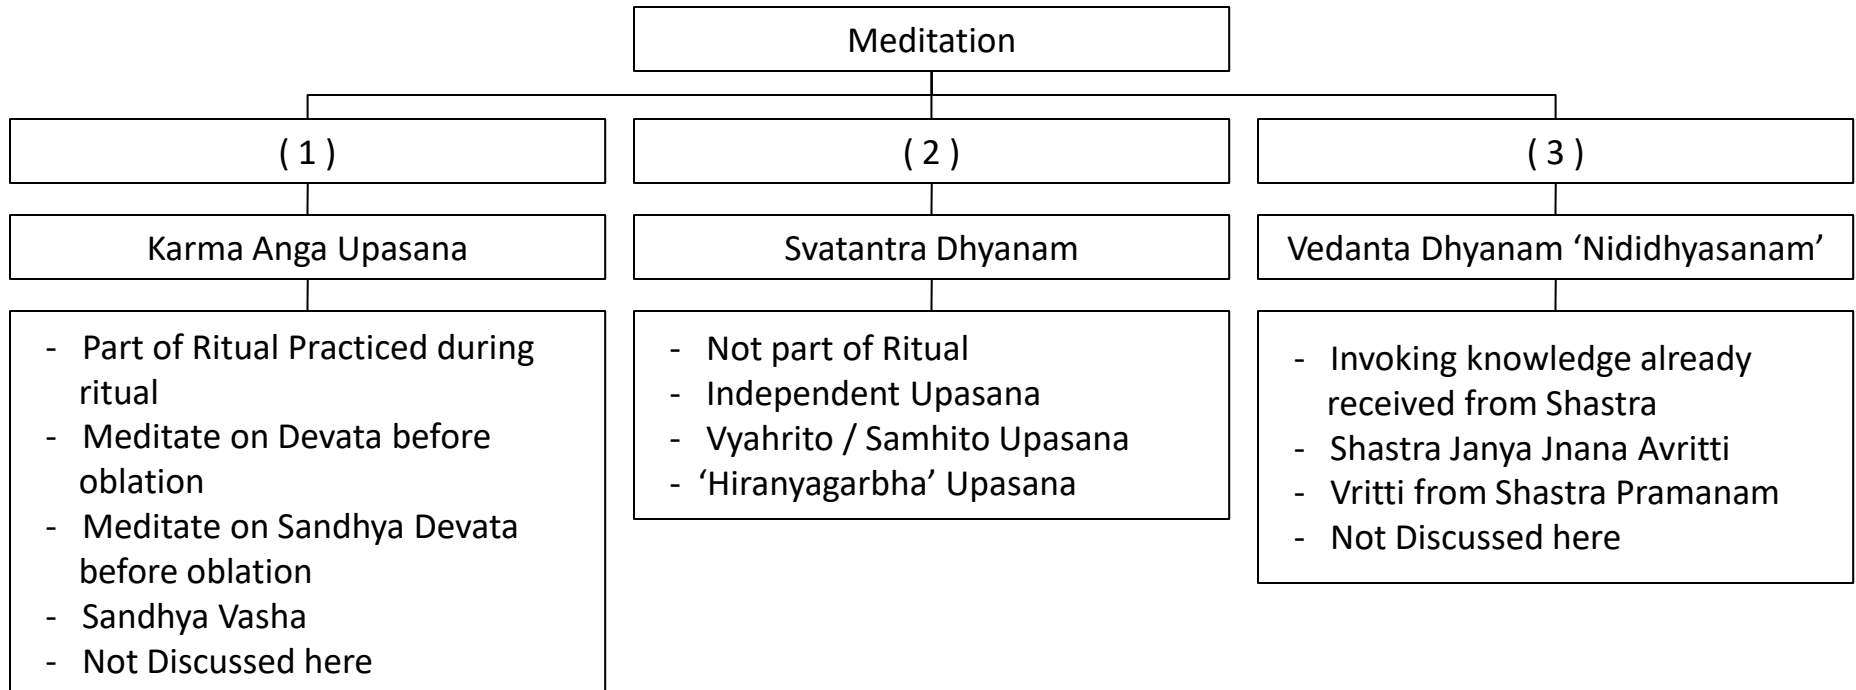 Meditation
( 1 )
( 2 )
( 3 )
Karma Anga Upasana
Svatantra Dhyanam
Vedanta Dhyanam ‘Nididhyasanam’
- Part of Ritual Practiced during
ritual
- Meditate on Devata before
oblation
- Meditate on Sandhya Devata
before oblation
- Sandhya Vasha
- Not Discussed here
- Not part of Ritual
- Independent Upasana
- Vyahrito / Samhito Upasana
- ‘Hiranyagarbha’ Upasana
- Invoking knowledge already
received from Shastra
- Shastra Janya Jnana Avritti
- Vritti from Shastra Pramanam
- Not Discussed here